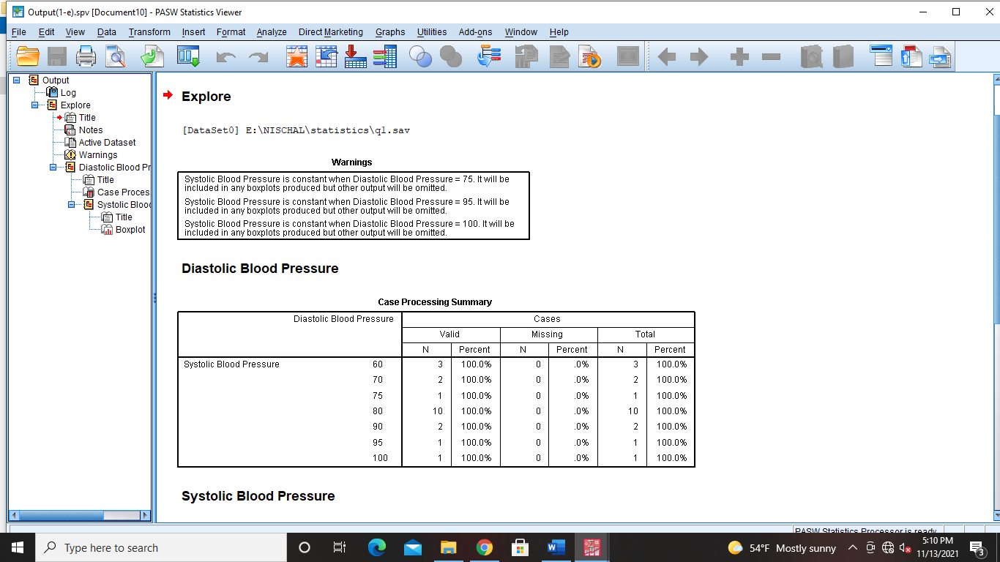 Output(1-e).spv [Document10] - PASW Statistics Viewer
File Edit View Data Transform Insert Format Analyze Direct Marketing Graphs Utilities Add-ons Window Help
Output
Log
Explore
Title
Notes
Active Dataset
Warnings
Diastolic Blood Pr
Title
Case Proces
Systolic Blood
Title
Boxplot
Explore
[DataSet0] E:\NISCHAL\statistics\q1.sav
Warnings
Systolic Blood Pressure is constant when Diastolic Blood Pressure = 75. It will be
included in any boxplots produced but other output will be omitted.
Systolic Blood Pressure is constant when Diastolic Blood Pressure = 95. It will be
included in any boxplots produced but other output will be omitted.
Systolic Blood Pressure is constant when Diastolic Blood Pressure = 100. It will be
included in any boxplots produced but other output will be omitted.
Diastolic Blood Pressure
Case Processing Summary
Diastolic Blood Pressure Cases
Valid Missing Total
N Percent N Percent N Percent
Systolic Blood Pressure 60 3 100.0% 0 .0% 3 100.0%
70 2 100.0% 0 .0% 2 100.0%
75 1 100.0% 0 .0% 1 100.0%
80 10 100.0% 0 .0% 10 100.0%
90 2 100.0% 0 .0% 2 100.0%
95 1 100.0% 0 .0% 1 100.0%
100 1 100.0% 0 .0% 1 100.0%
Systolic Blood Pressure
PASW Statistics Processor is ready
Type here to search
54°F Mostly sunny
5:10 PM
11/13/2021
3